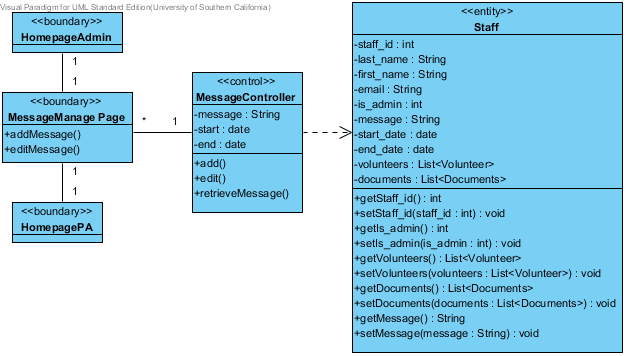 Visual Paradigm for UML Standard Edition(University of Southern California)
<<boundary>>
HomepageAdmin
1
1
<<boundary>>
MessageManage Page
+addMessage()
+editMessage()
*
1
1
1
<<boundary>>
HomepagePA
<<control>>
MessageController
-message : String
-start : date
-end : date
+add()
+edit()
+retrieveMessage()
<<entity>>
Staff
-staff_id : int
-last_name : String
-first_name : String
-email : String
-is_admin : int
-message : String
-start_date : date
-end_date : date
-volunteers : List<Volunteer>
-documents : List<Documents>
+getStaff_id() : int
+setStaff_id(staff_id : int) : void
+getIs_admin() : int
+setIs_admin(is_admin : int) : void
+getVolunteers() : List<Volunteer>
+setVolunteers(volunteers : List<Volunteer>) : void
+getDocuments() : List<Documents>
+setDocuments(documents : List<Documents>) : void
+getMessage() : String
+setMessage(message : String) : void